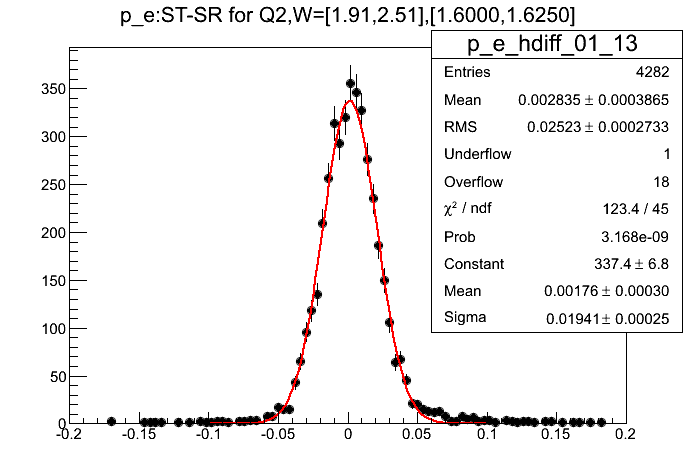 p_e:ST-SR for Q2,W=[1.91,2.51],[1.6000,1.6250]
p_e_hdiff_01_13
Entries 4282
Mean 0.002835 ± 0.0003865
RMS 0.02523 ± 0.0002733
Underflow 1
Overflow 18
χ² / ndf 123.4 / 45
Prob 3.168e-09
Constant 337.4 ± 6.8
Mean 0.00176 ± 0.00030
Sigma 0.01941 ± 0.00025
350
300
250
200
150
100
50
0
-0.2 -0.15 -0.1 -0.05 0 0.05 0.1 0.15 0.2